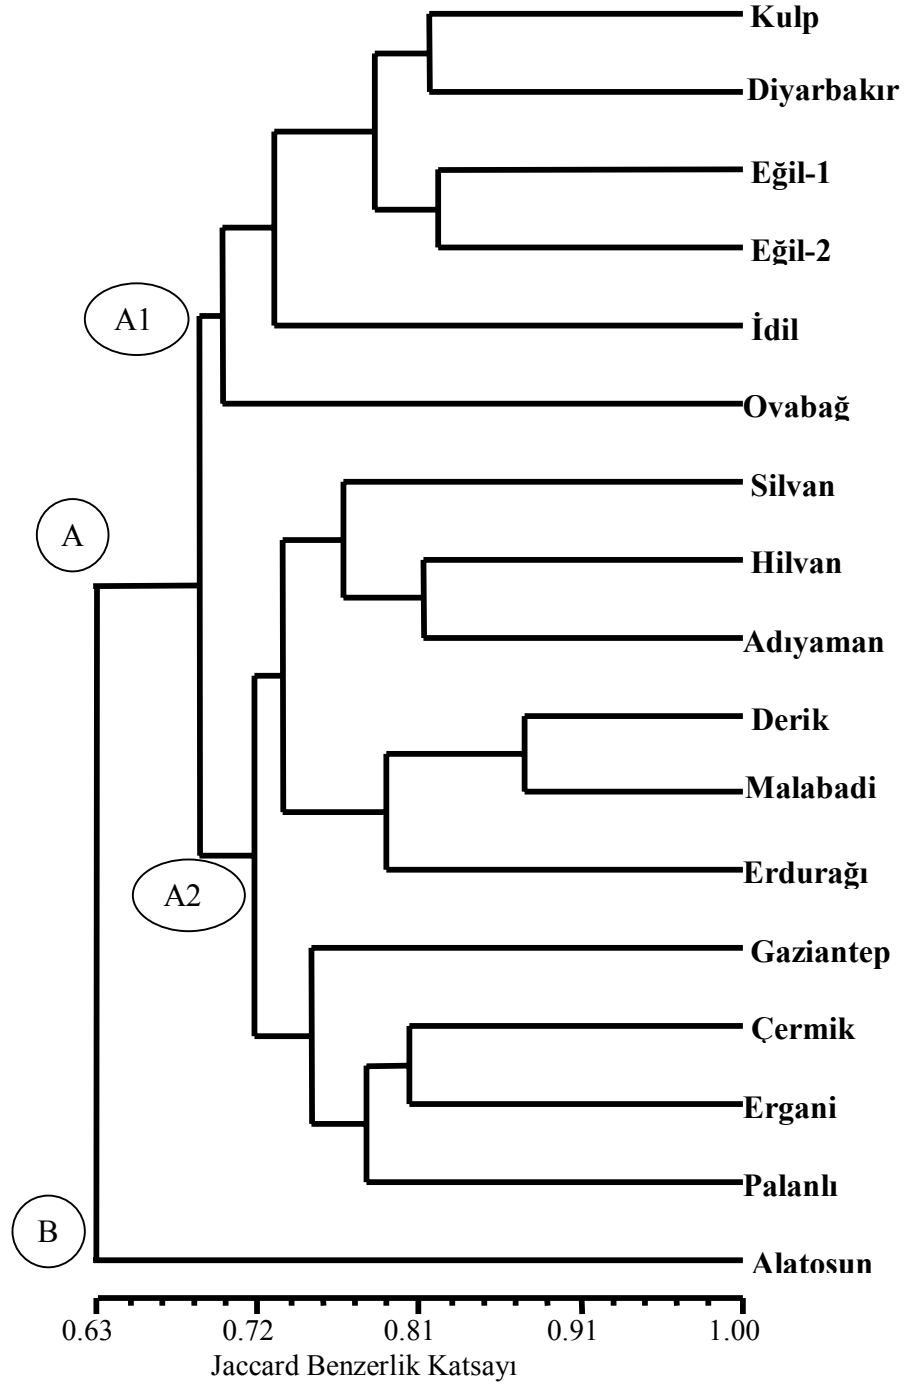 Kulp
Diyarbakır
Eğil-1
Eğil-2
İdil
A1
Ovabağ
Silvan
A
Hilvan
Adıyaman
Derik
Malabadi
Erdurağı
A2
Gaziantep
Çermik
Ergani
Palanlı
B
Alatosun
0.63 0.72 0.81 0.91 1.00
Jaccard Benzerlik Katsayı